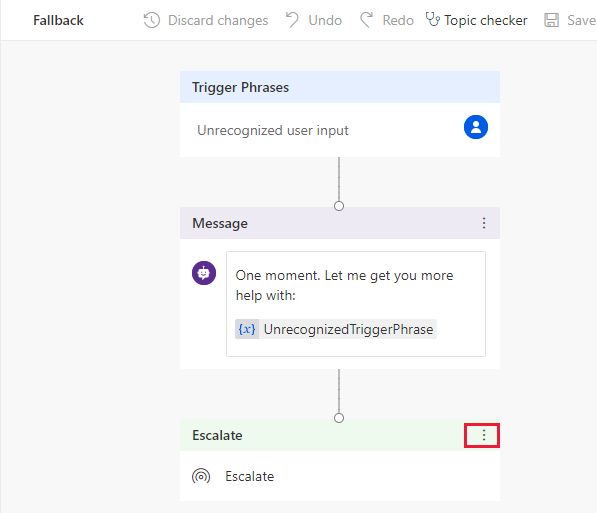 Fallback Discard changes Undo Redo Topic checker Save
Trigger Phrases
Unrecognized user input
Message
One moment. Let me get you more
help with:
{x} UnrecognizedTriggerPhrase
Escalate
Escalate